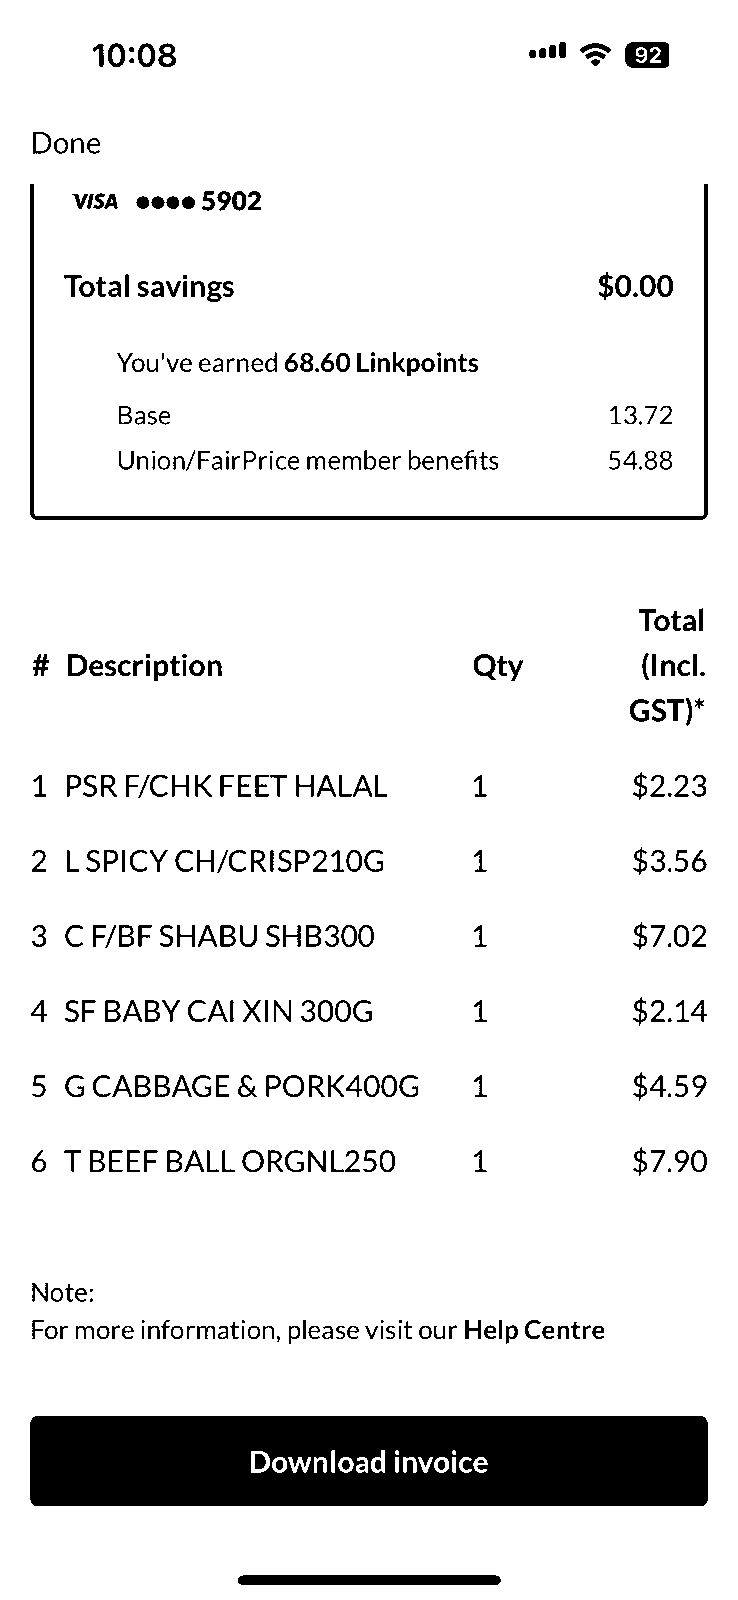 10:08 92
Done
VISA •••• 5902
Total savings $0.00
You've earned 68.60 Linkpoints
Base 13.72
Union/FairPrice member benefits 54.88
# Description Qty Total (Incl. GST)*
1 PSR F/CHK FEET HALAL 1 $2.23
2 L SPICY CH/CRISP210G 1 $3.56
3 C F/BF SHABU SHB300 1 $7.02
4 SF BABY CAI XIN 300G 1 $2.14
5 G CABBAGE & PORK400G 1 $4.59
6 T BEEF BALL ORGNL250 1 $7.90
Note:
For more information, please visit our Help Centre
Download invoice